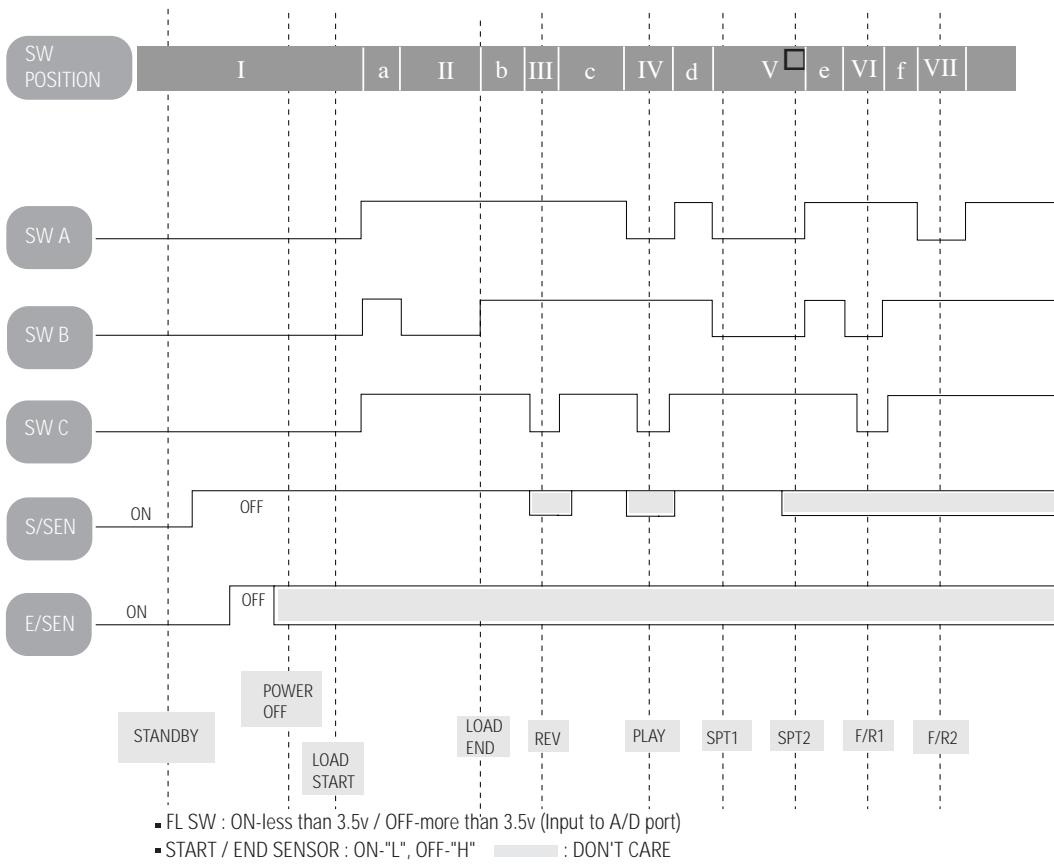 SW
POSITION
I a II b III c IV d V e VI f VII
SW A
SW B
SW C
S/SEN
ON
OFF
E/SEN
ON
OFF
STANDBY
POWER
OFF
LOAD
START
LOAD
END
REV
PLAY
SPT1
SPT2
F/R1
F/R2
FL SW : ON-less than 3.5v / OFF-more than 3.5v (Input to A/D port)
START / END SENSOR : ON-"L", OFF-"H" : DON'T CARE